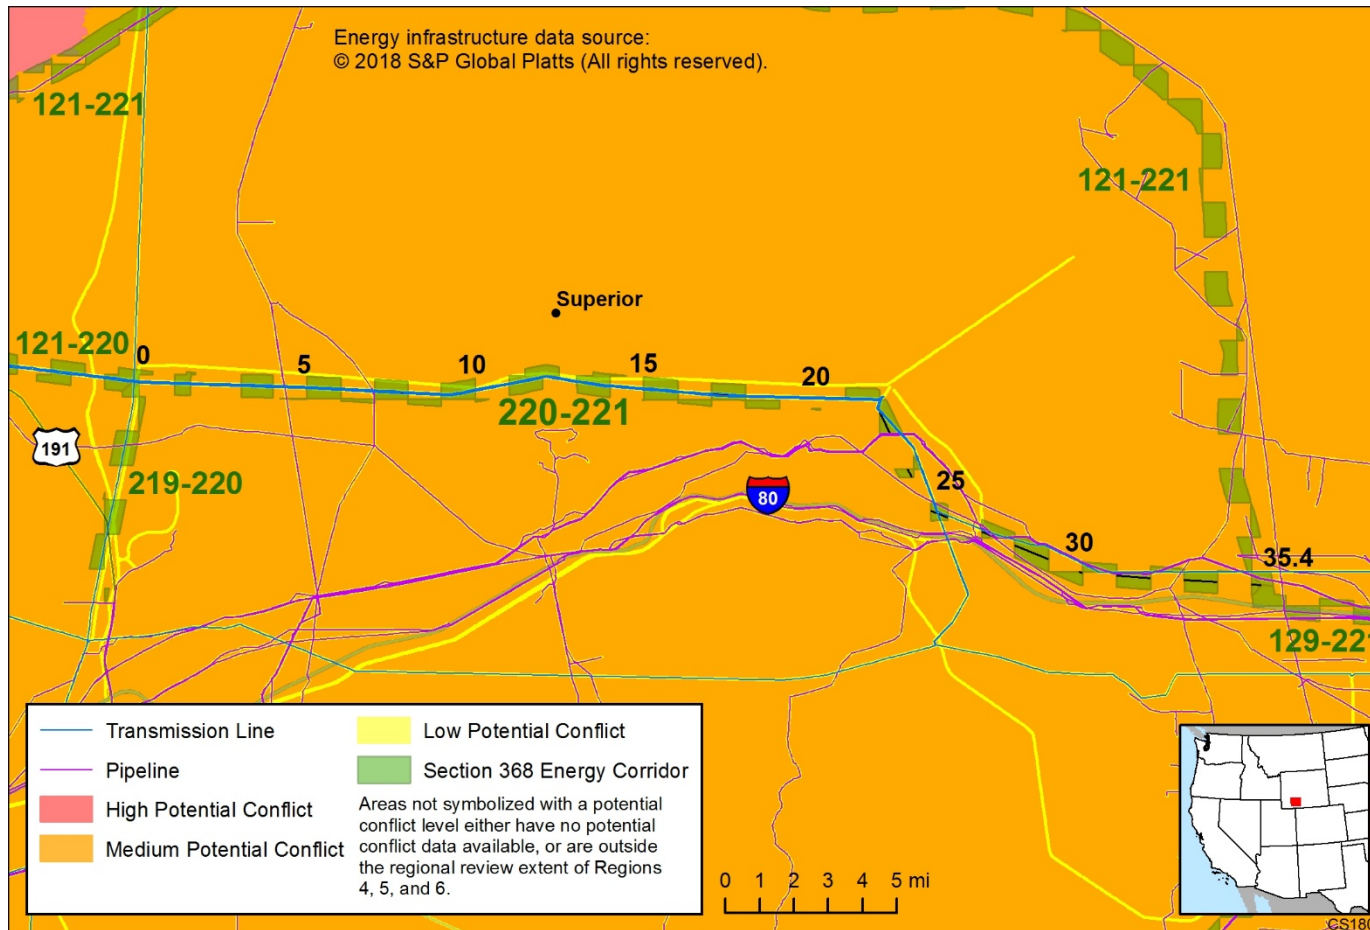 Energy infrastructure data source:
© 2018 S&P Global Platts (All rights reserved).
121-221
121-221
121-220
0
5
10
15
20
Superior
220-221
191
219-220
80
25
30
35.4
129-221
Transmission Line
Pipeline
High Potential Conflict
Medium Potential Conflict
Low Potential Conflict
Section 368 Energy Corridor
Areas not symbolized with a potential
conflict level either have no potential
conflict data available, or are outside
the regional review extent of Regions
4, 5, and 6.
0 1 2 3 4 5 mi
CS180